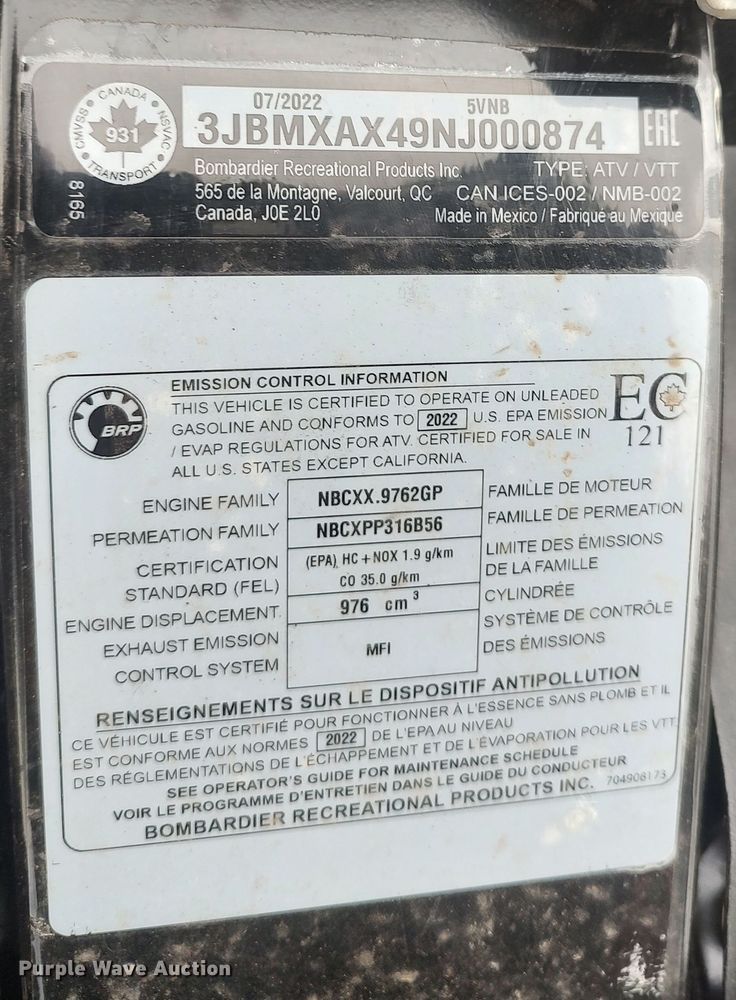 CANADA
CMVSS • NSVAC
931
TRANSPORT
8165
07/2022 5VNB
3JBMXAX49NJ000874
EAC
Bombardier Recreational Products Inc. TYPE: ATV / VTT
565 de la Montagne, Valcourt, QC CAN ICES-002 / NMB-002
Canada, J0E 2L0 Made in Mexico / Fabriqué au Mexique
BRP
EMISSION CONTROL INFORMATION
THIS VEHICLE IS CERTIFIED TO OPERATE ON UNLEADED
GASOLINE AND CONFORMS TO 2022 U.S. EPA EMISSION
/ EVAP REGULATIONS FOR ATV. CERTIFIED FOR SALE IN
ALL U.S. STATES EXCEPT CALIFORNIA.
EC
121
ENGINE FAMILY NBCXX.9762GP FAMILLE DE MOTEUR
PERMEATION FAMILY NBCXPP316B56 FAMILLE DE PERMEATION
CERTIFICATION (EPA) HC + NOX 1.9 g/km LIMITE DES ÉMISSIONS
STANDARD (FEL) CO 35.0 g/km DE LA FAMILLE
ENGINE DISPLACEMENT. 976 cm³ CYLINDRÉE
EXHAUST EMISSION MFI SYSTÈME DE CONTRÔLE
CONTROL SYSTEM DES ÉMISSIONS
RENSEIGNEMENTS SUR LE DISPOSITIF ANTIPOLLUTION
CE VÉHICULE EST CERTIFIÉ POUR FONCTIONNER À L'ESSENCE SANS PLOMB ET IL
EST CONFORME AUX NORMES 2022 DE L'EPA AU NIVEAU
DES RÉGLEMENTATIONS DE L'ÉCHAPPEMENT ET DE L'ÉVAPORATION POUR LES VTT.
SEE OPERATOR'S GUIDE FOR MAINTENANCE SCHEDULE
VOIR LE PROGRAMME D'ENTRETIEN DANS LE GUIDE DU CONDUCTEUR
BOMBARDIER RECREATIONAL PRODUCTS INC. 704908173
Purple Wave Auction